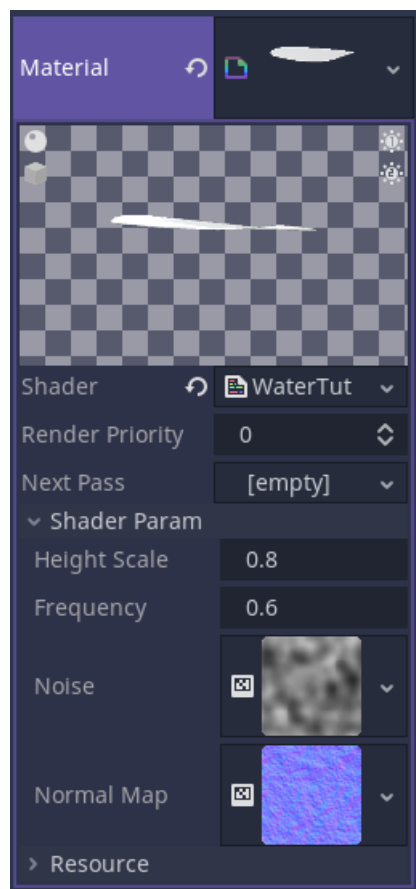 Material
Shader WaterTut
Render Priority 0
Next Pass [empty]
Shader Param
Height Scale 0.8
Frequency 0.6
Noise
Normal Map
Resource